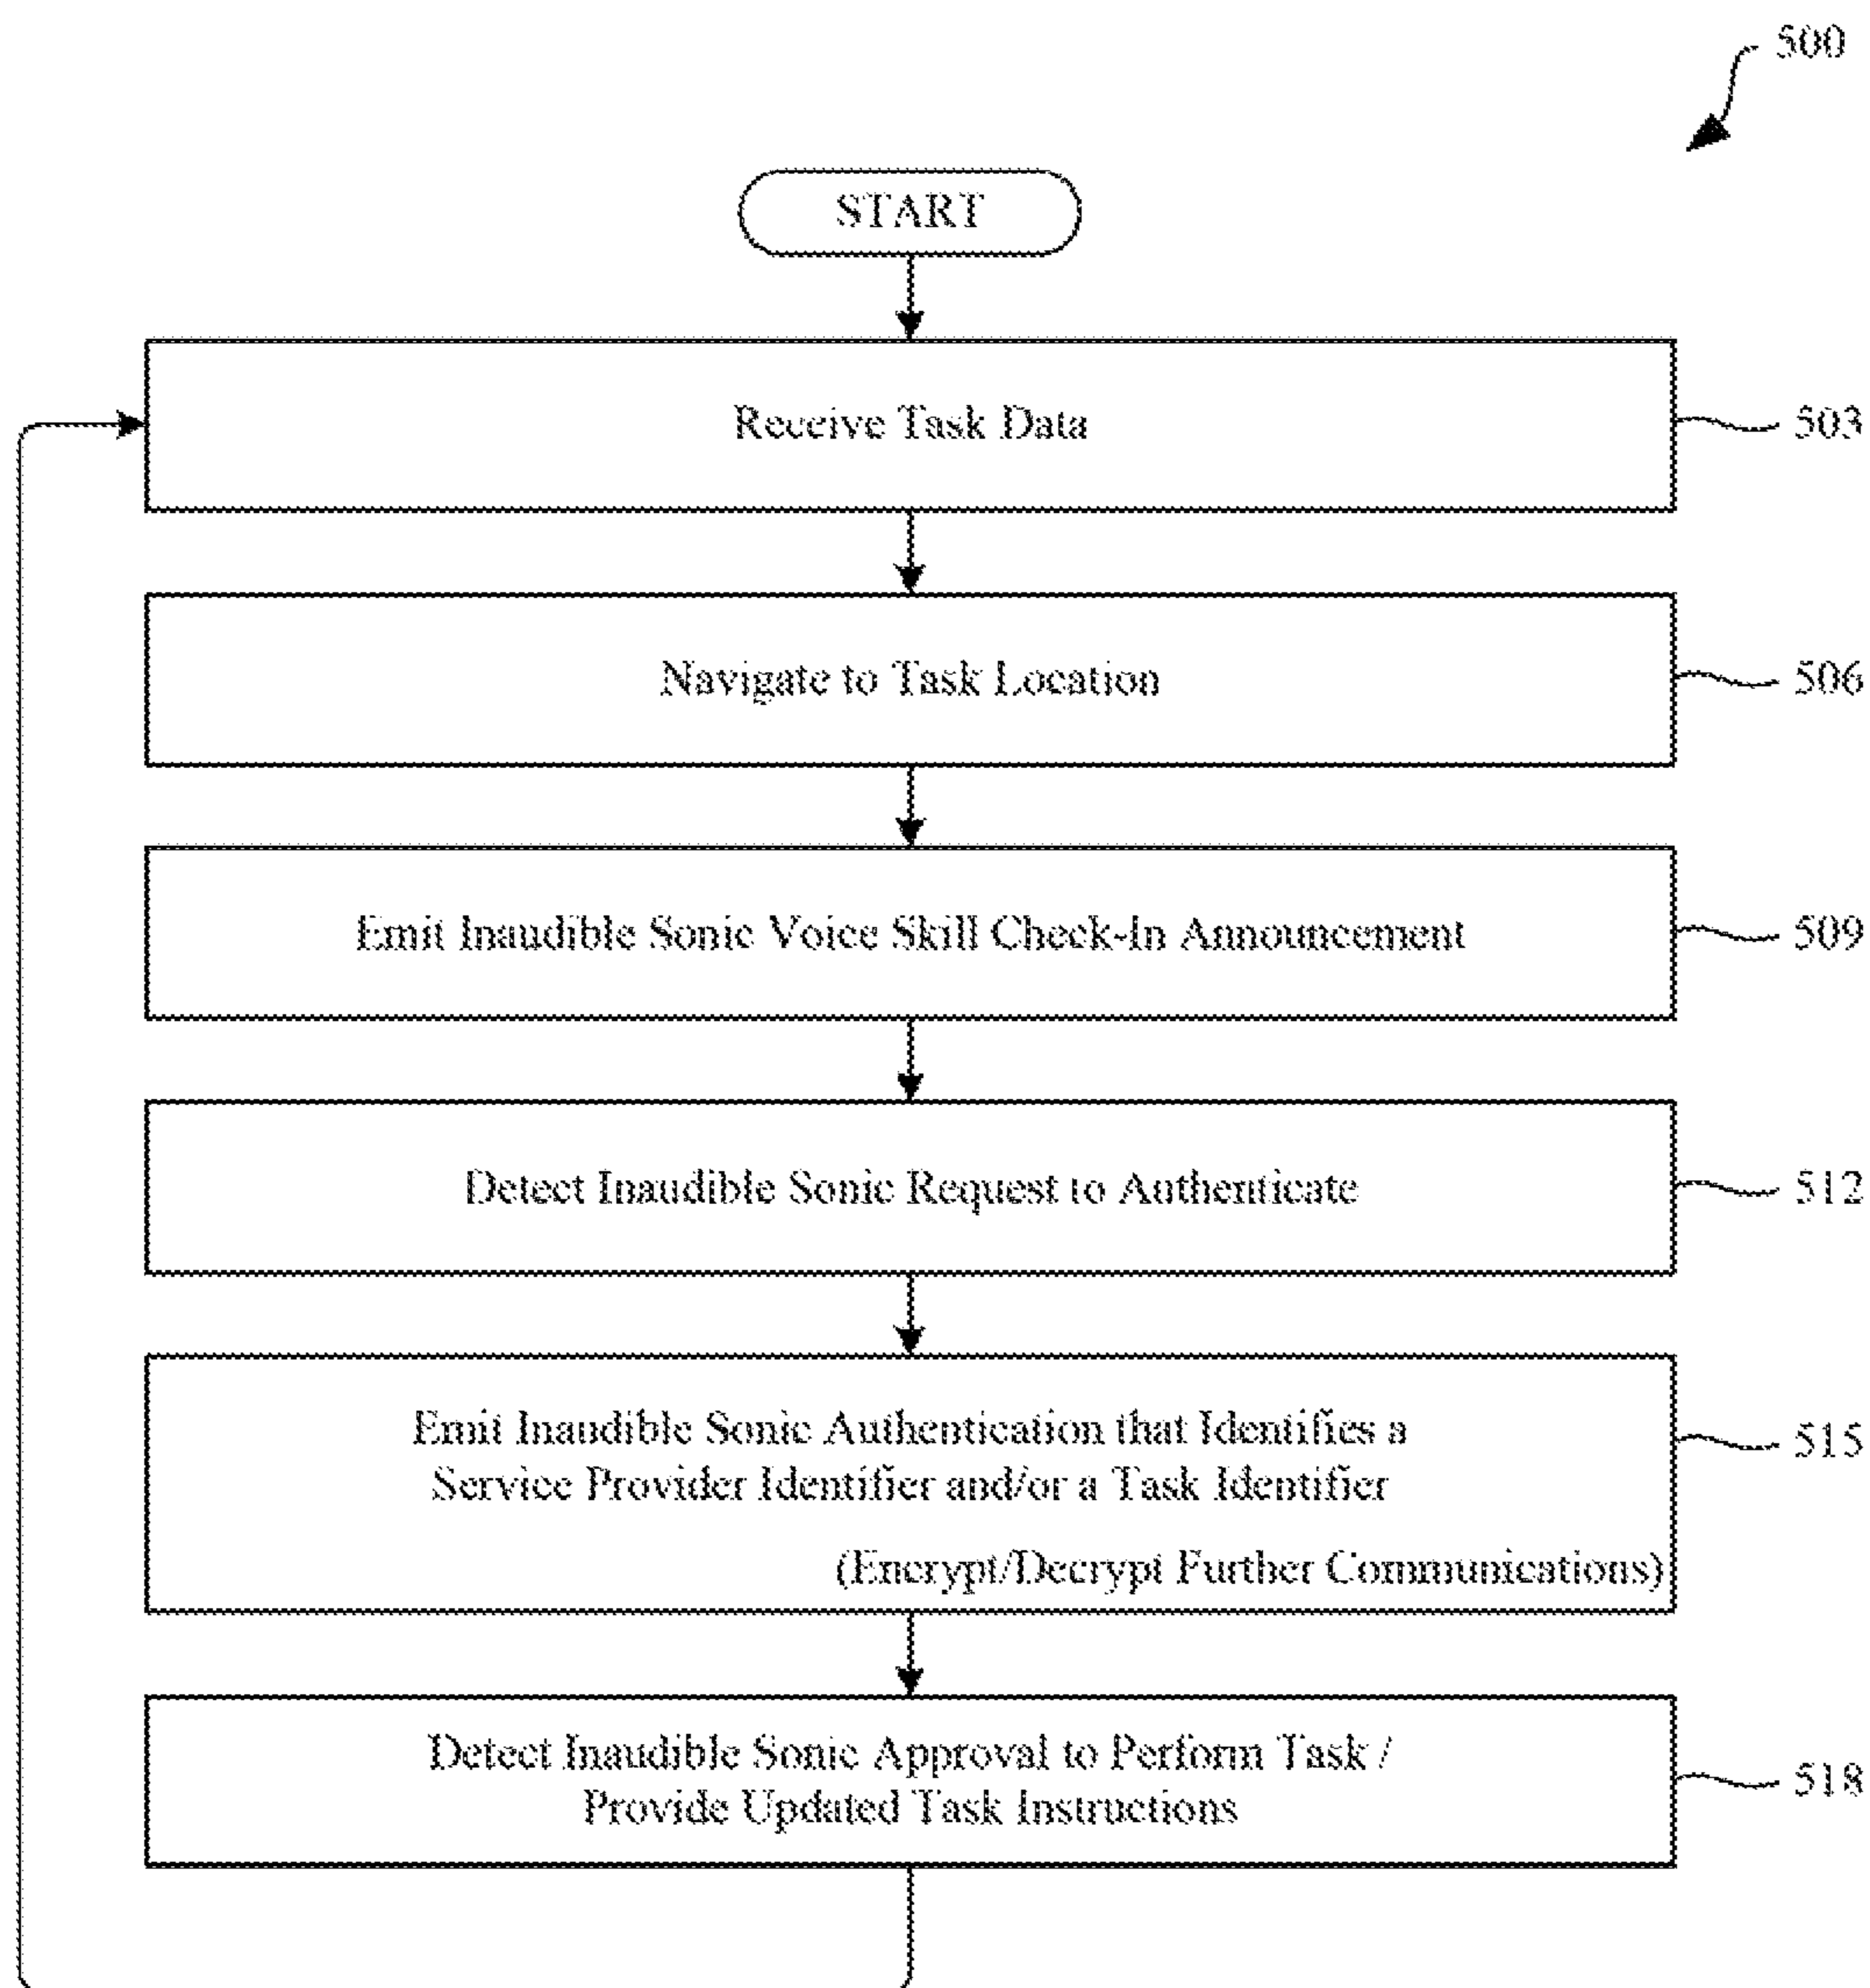 500
START
Receive Task Data
503
Navigate to Task Location
506
Emit Inaudible Sonic Voice Skill Check-In Announcement
509
Detect Inaudible Sonic Request to Authenticate
512
Emit Inaudible Sonic Authentication that Identifies a
Service Provider Identifier and/or a Task Identifier
(Encrypt/Decrypt Further Communications)
515
Detect Inaudible Sonic Approval to Perform Task /
Provide Updated Task Instructions
518